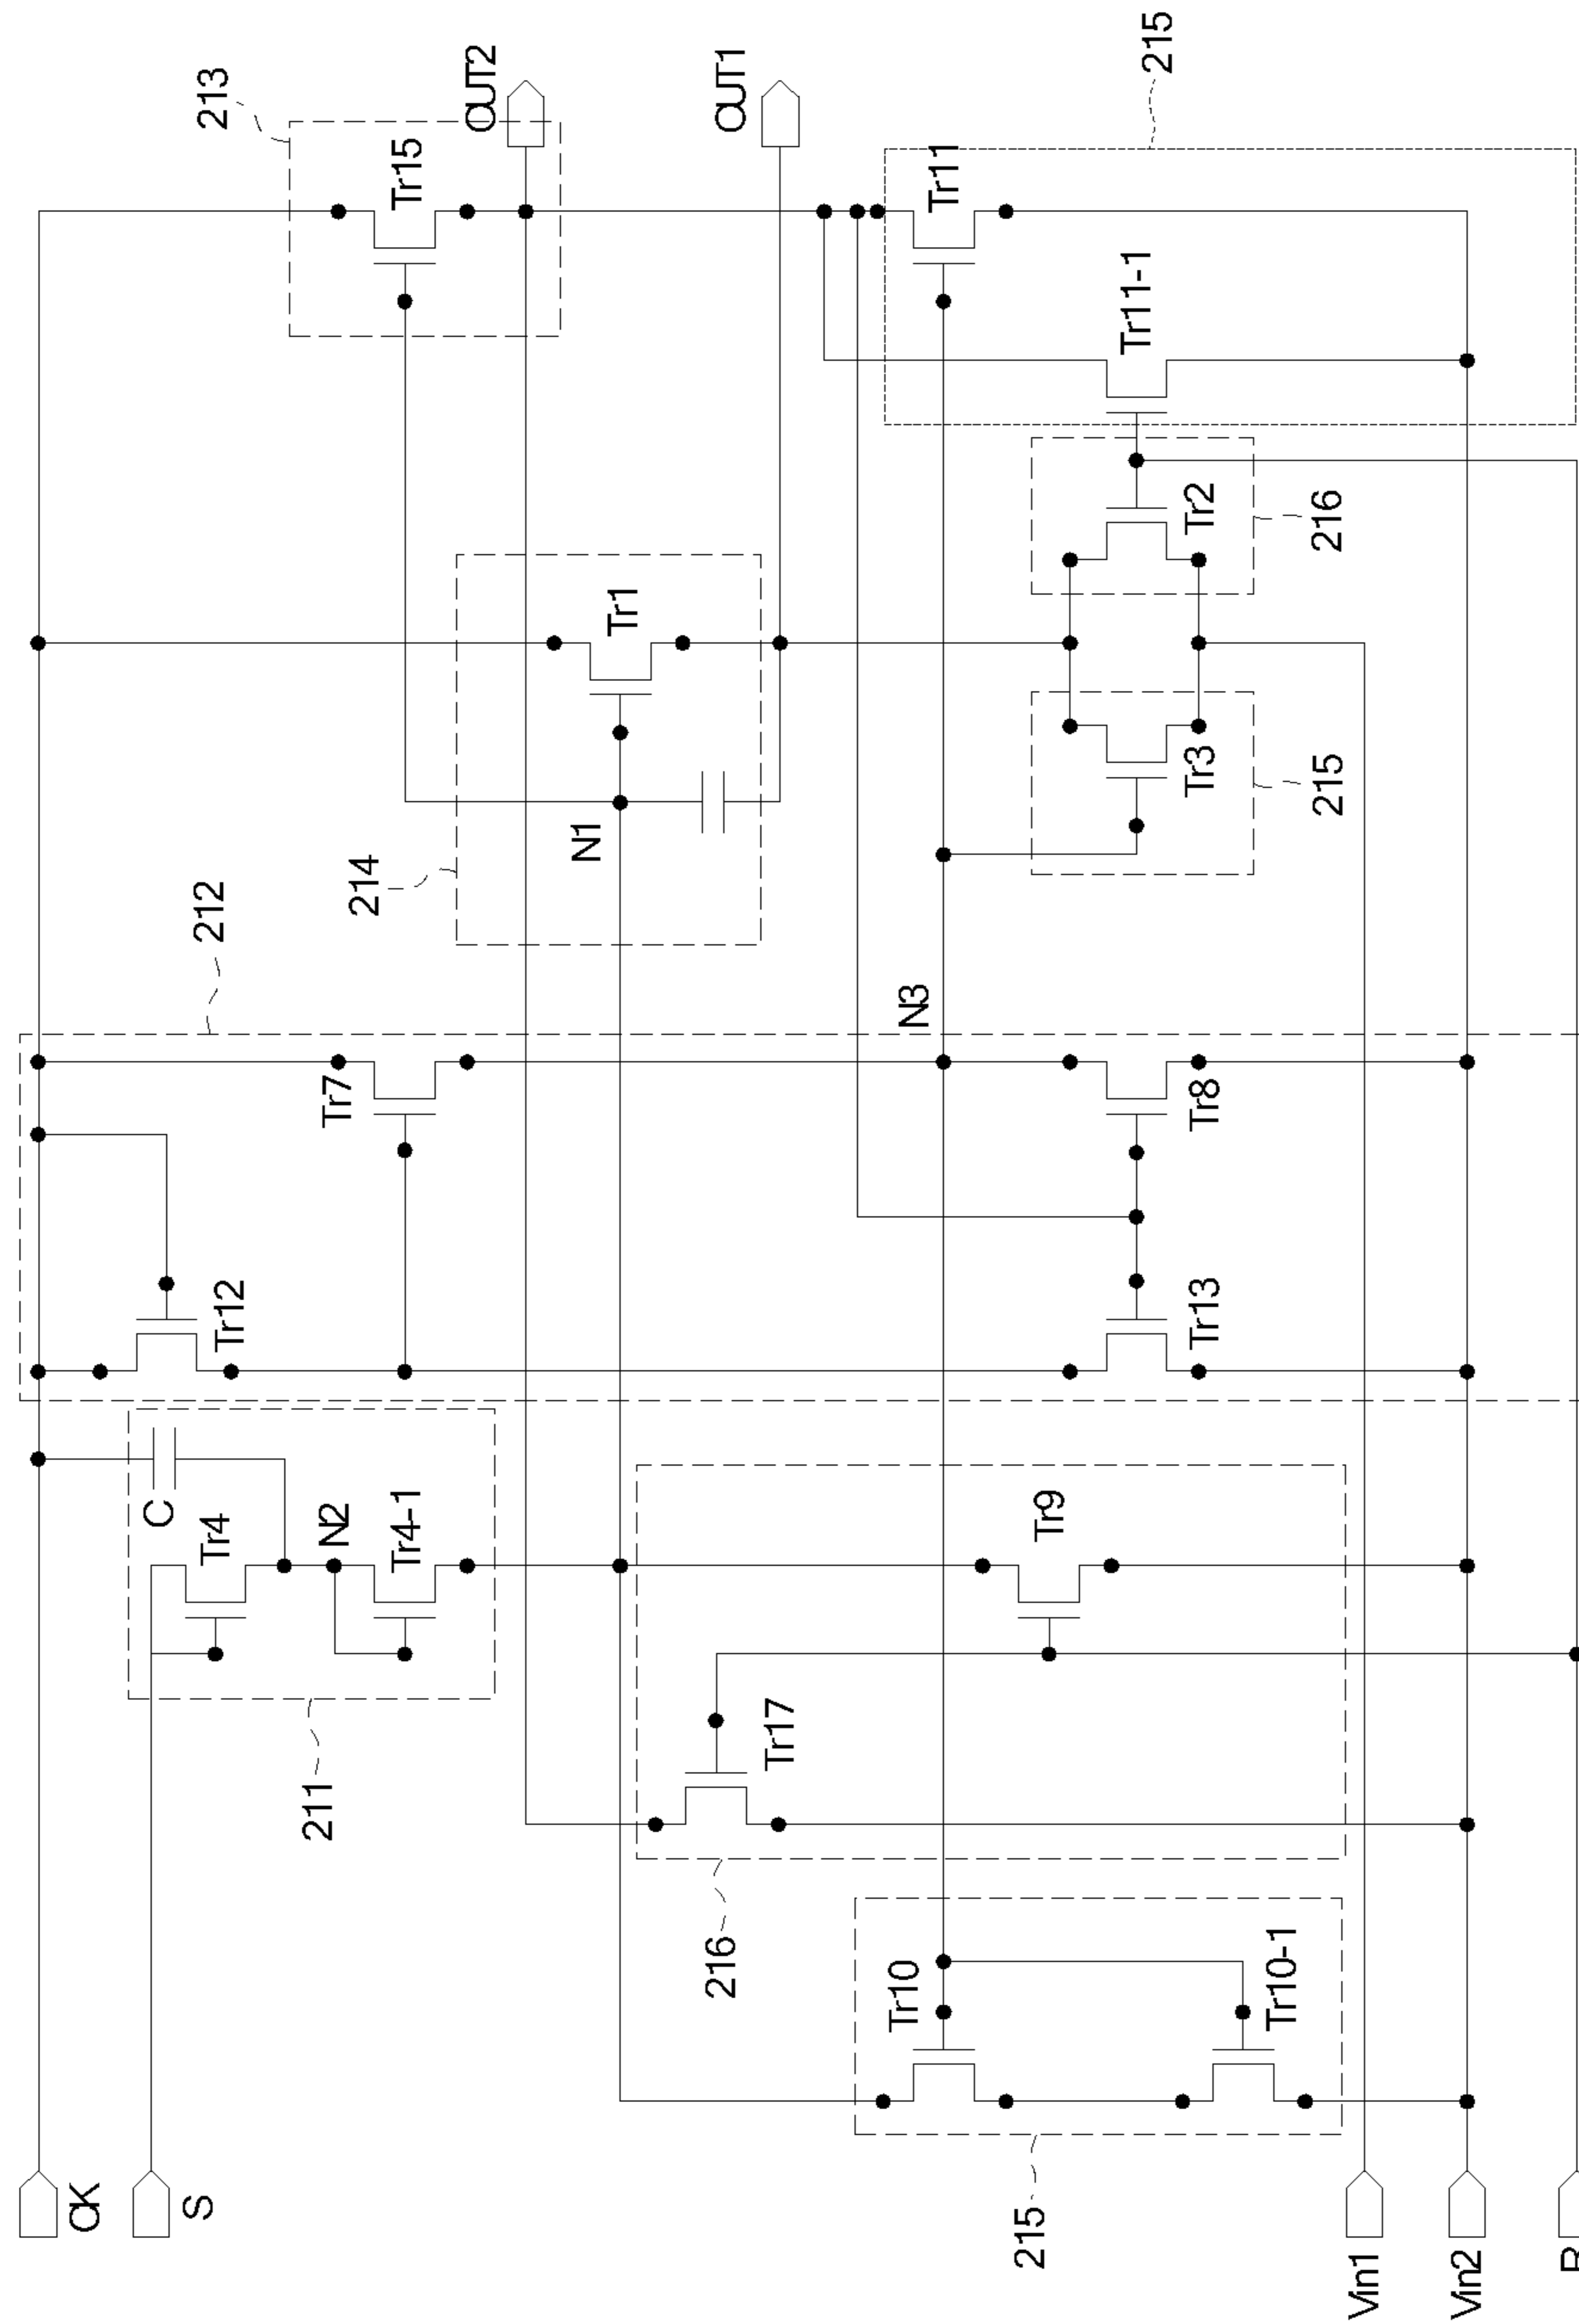 213
Tr15
OUT2
OUT1
215
Tr11
Tr11-1
Tr2
216
Tr1
214
N1
Tr3
215
212
N3
Tr7
Tr8
Tr12
Tr13
C
Tr4
N2
Tr4-1
Tr9
211
Tr17
216
Tr10
Tr10-1
215
CK
S
Vin1
Vin2